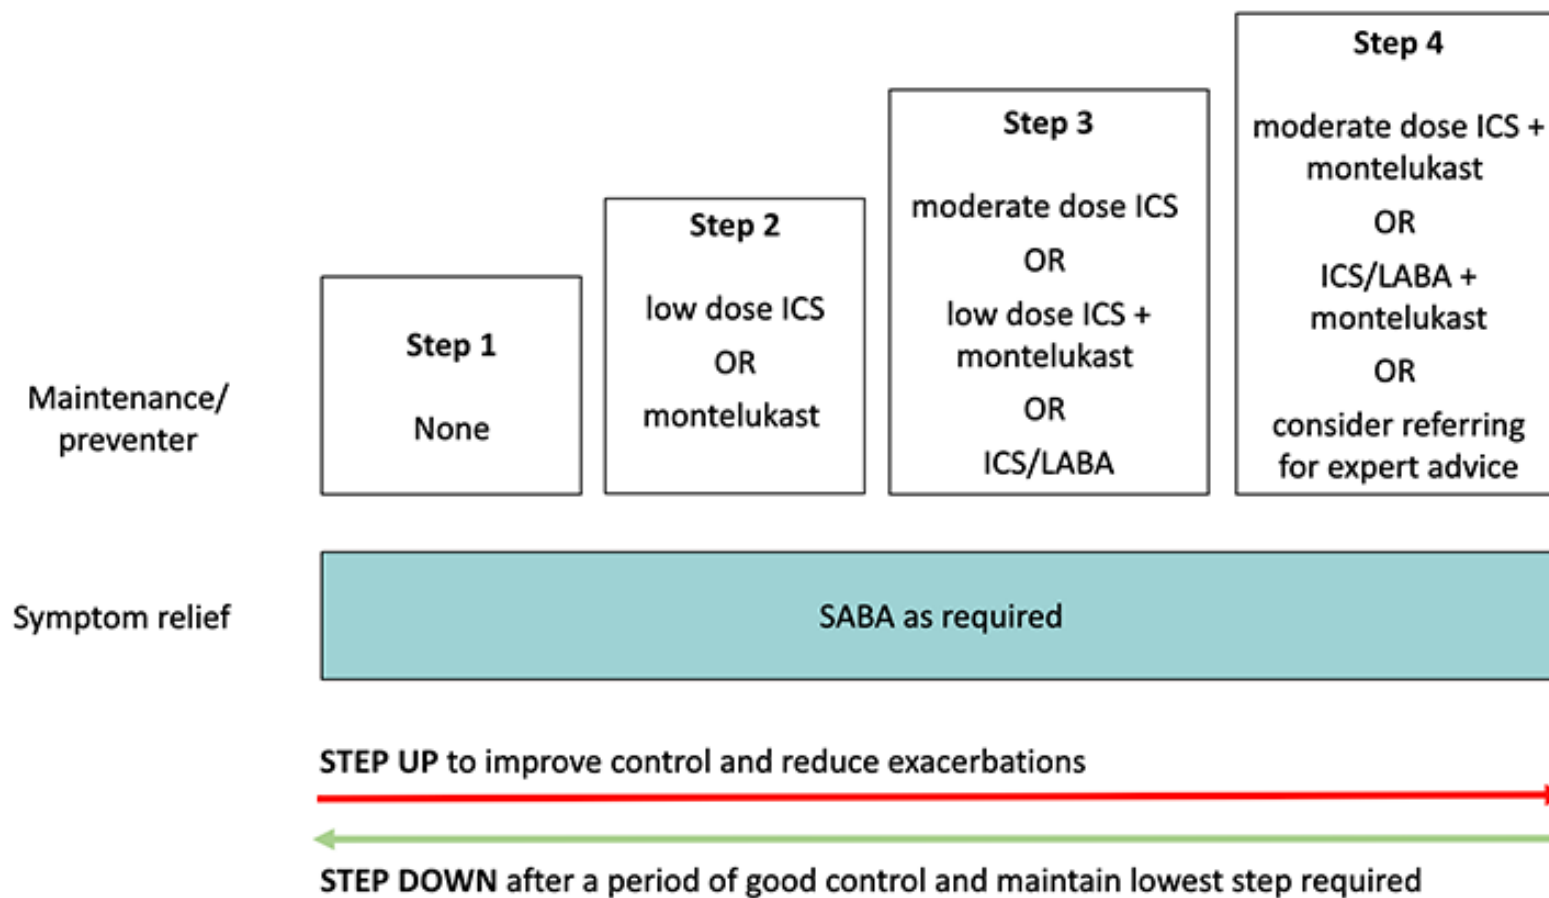 Step 1
None
Step 2
low dose ICS
OR
montelukast
Step 3
moderate dose ICS
OR
low dose ICS +
montelukast
OR
ICS/LABA
Step 4
moderate dose ICS +
montelukast
OR
ICS/LABA +
montelukast
OR
consider referring
for expert advice
Maintenance/
preventer
Symptom relief
SABA as required
STEP UP to improve control and reduce exacerbations
STEP DOWN after a period of good control and maintain lowest step required